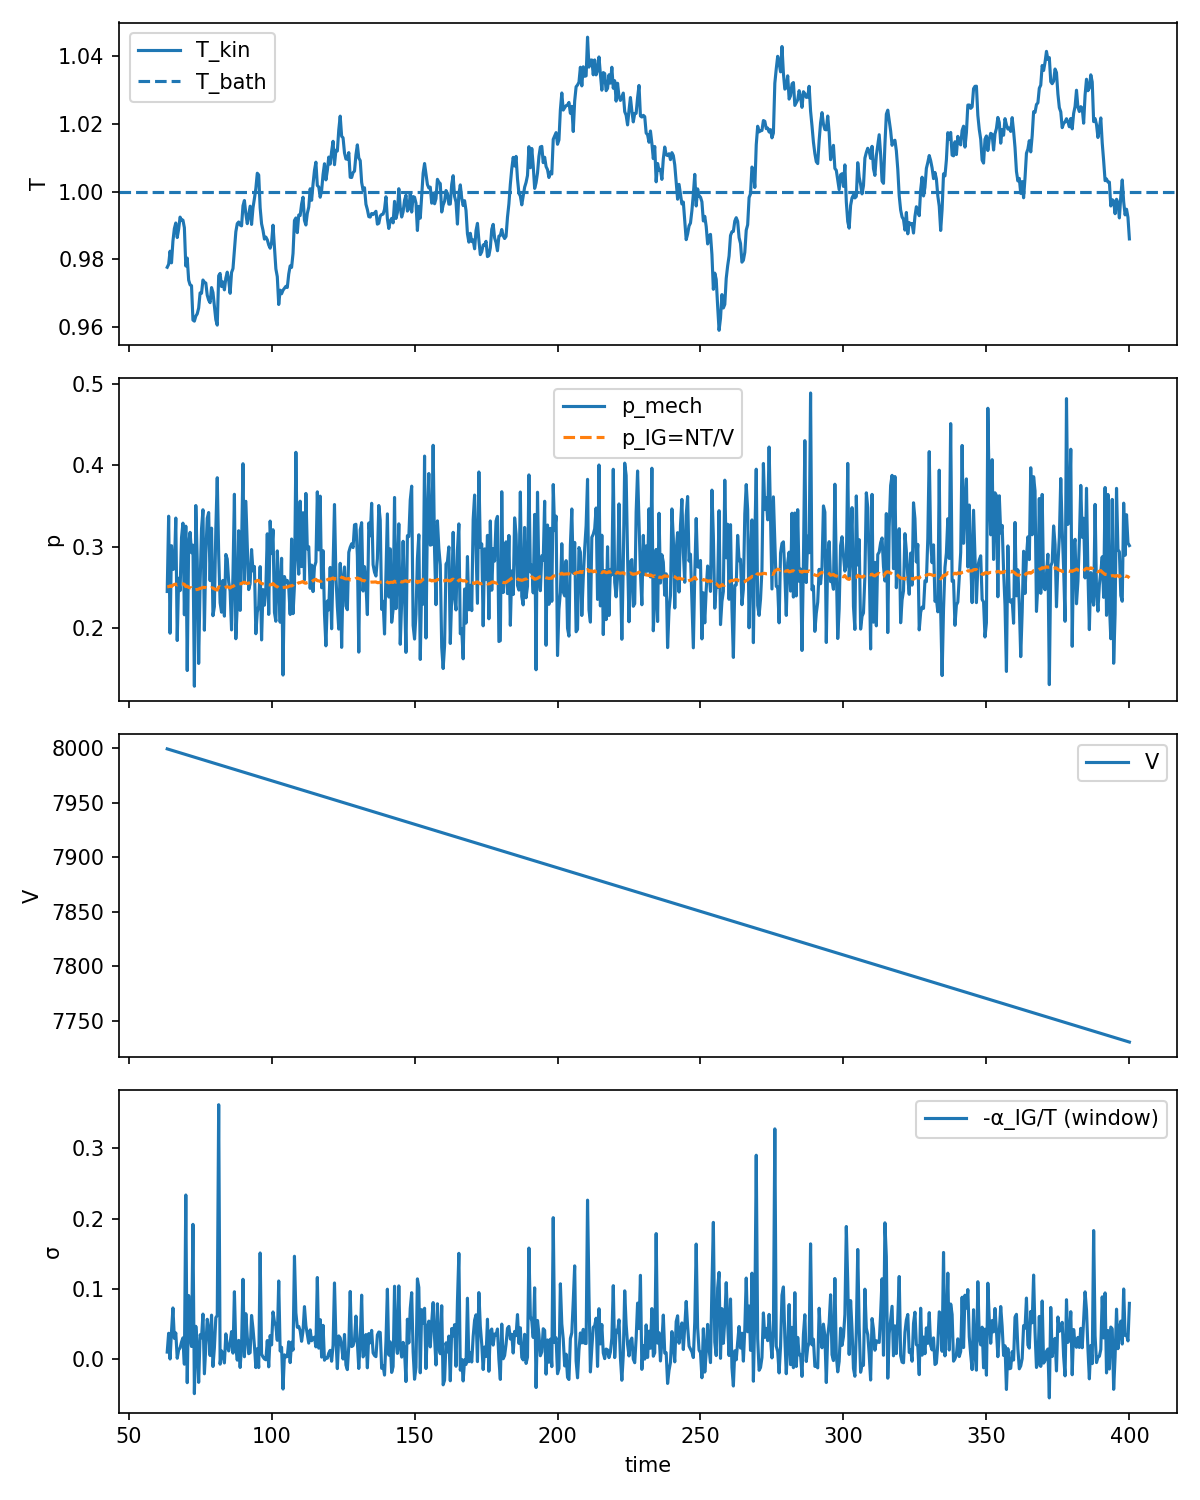 T_kin
T_bath
1.04
1.02
1.00
0.98
0.96
T
p_mech
p_IG=NT/V
0.5
0.4
0.3
0.2
p
V
8000
7950
7900
7850
7800
7750
V
-α_IG/T (window)
0.3
0.2
0.1
0.0
σ
50 100 150 200 250 300 350 400
time